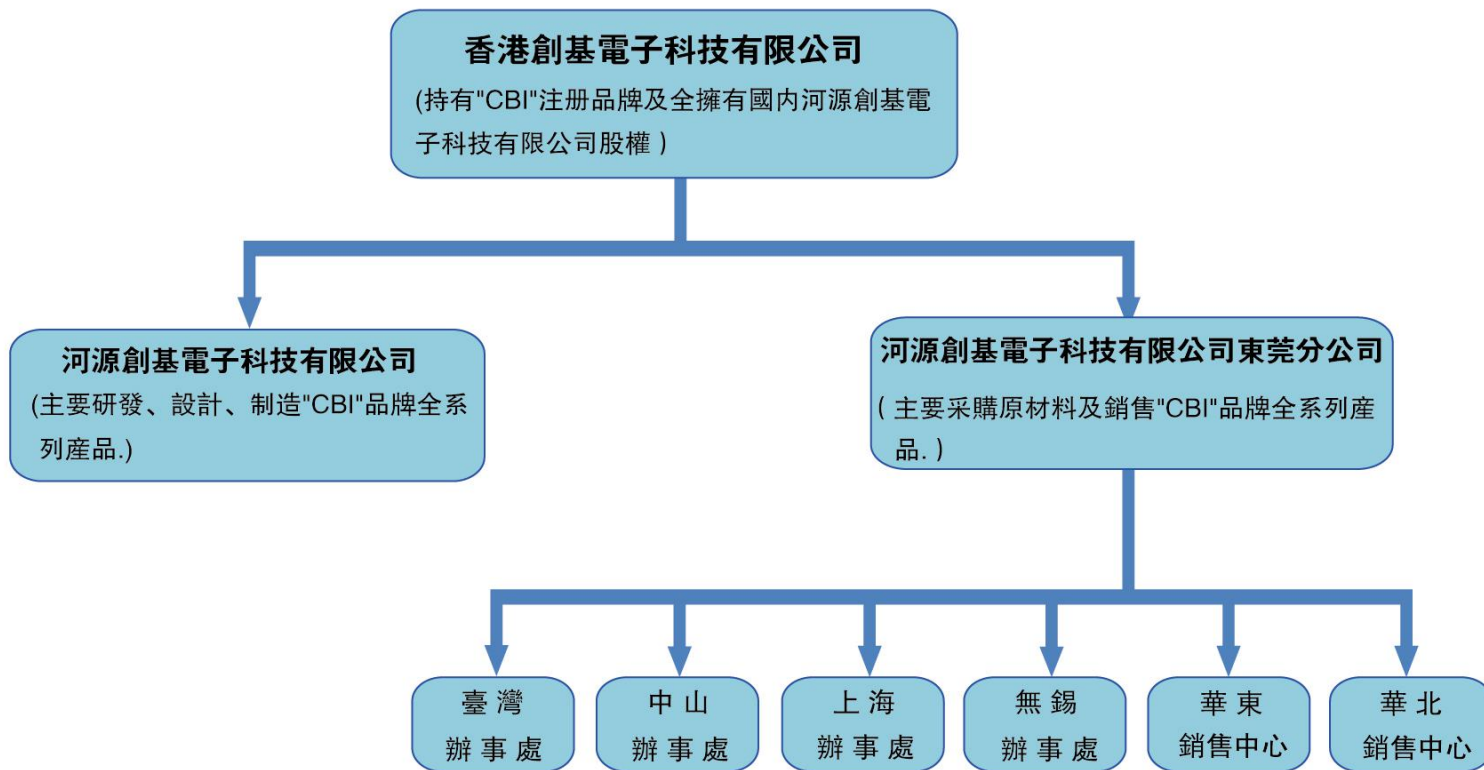 香港創基電子科技有限公司
(持有"CBI"注册品牌及全擁有國内河源創基電
子科技有限公司股權 )
河源創基電子科技有限公司
(主要研發、設計、制造"CBI"品牌全系
列産品.)
河源創基電子科技有限公司東莞分公司
( 主要采購原材料及銷售"CBI"品牌全系列産
品. )
臺灣
辦事處
中山
辦事處
上海
辦事處
無錫
辦事處
華東
銷售中心
華北
銷售中心